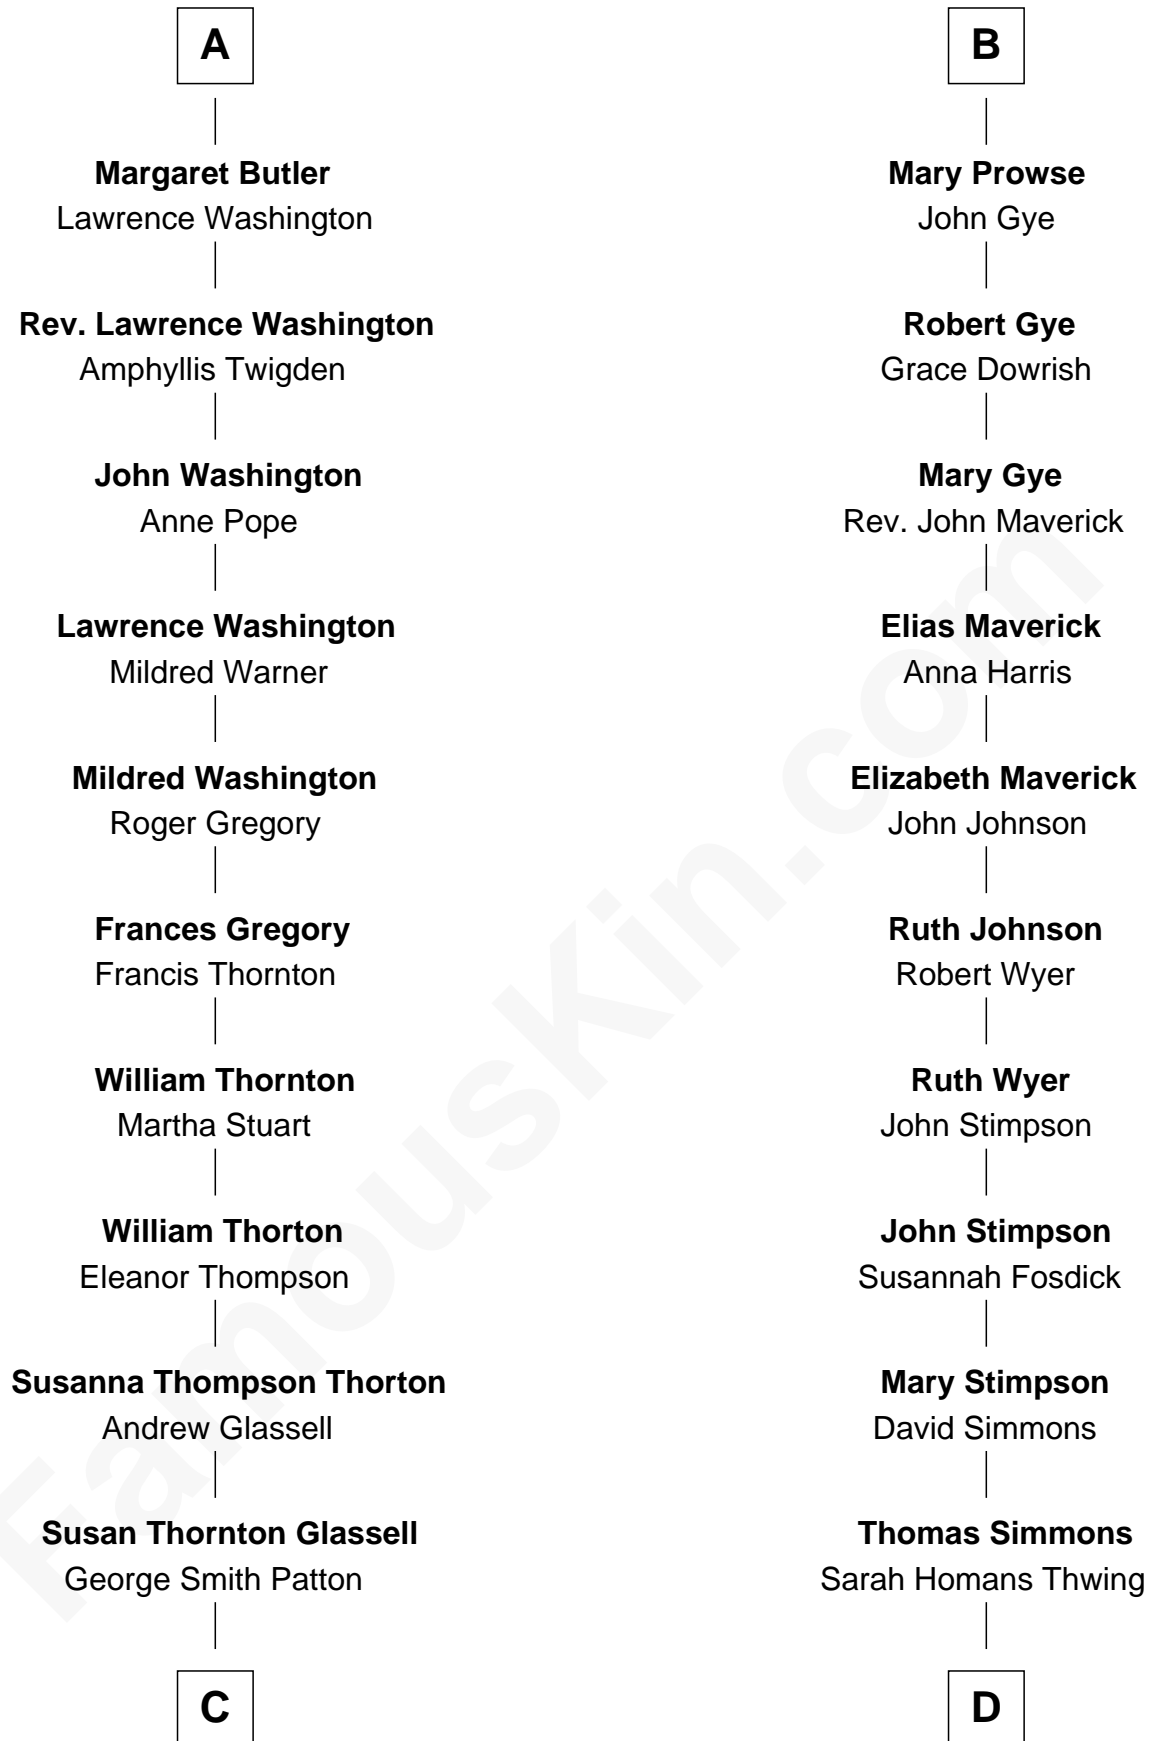 A
Margaret Butler
Lawrence Washington
Rev. Lawrence Washington
Amphyllis Twigden
John Washington
Anne Pope
Lawrence Washington
Mildred Warner
Mildred Washington
Roger Gregory
Frances Gregory
Francis Thornton
William Thornton
Martha Stuart
William Thorton
Eleanor Thompson
Susanna Thompson Thorton
Andrew Glassell
Susan Thornton Glassell
George Smith Patton
C
B
Mary Prowse
John Gye
Robert Gye
Grace Dowrish
Mary Gye
Rev. John Maverick
Elias Maverick
Anna Harris
Elizabeth Maverick
John Johnson
Ruth Johnson
Robert Wyer
Ruth Wyer
John Stimpson
John Stimpson
Susannah Fosdick
Mary Stimpson
David Simmons
Thomas Simmons
Sarah Homans Thwing
D
FamousKin.com